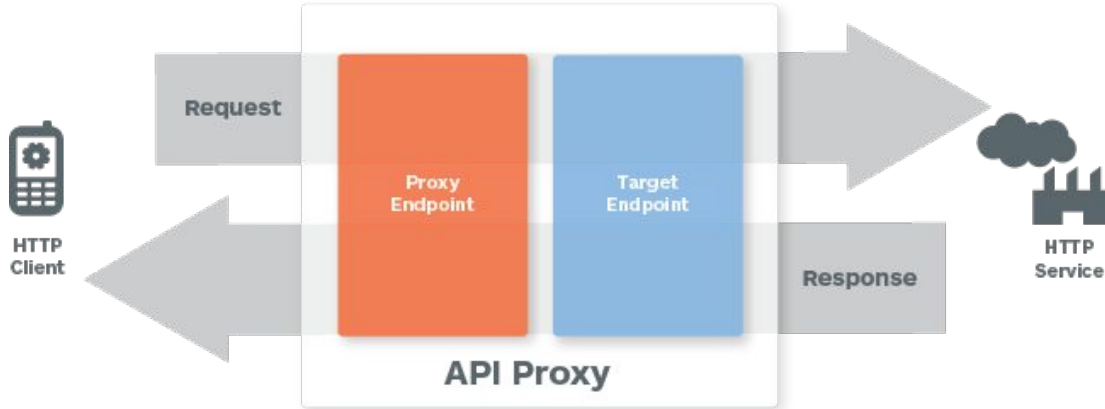 Request
Proxy
Endpoint
Target
Endpoint
HTTP
Client
HTTP
Service
Response
API Proxy